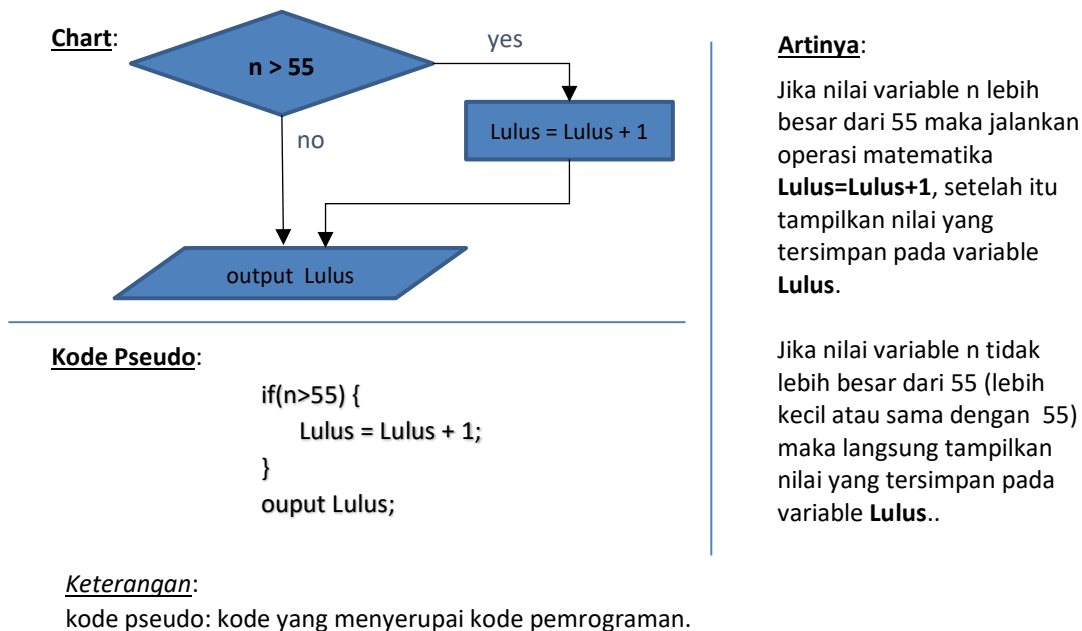 Chart:
n > 55
yes
no
Lulus = Lulus + 1
output Lulus
Kode Pseudo:
if(n>55) {
Lulus = Lulus + 1;
}
ouput Lulus;
Artinya:
Jika nilai variable n lebih
besar dari 55 maka jalankan
operasi matematika
Lulus=Lulus+1, setelah itu
tampilkan nilai yang
tersimpan pada variable
Lulus.
Jika nilai variable n tidak
lebih besar dari 55 (lebih
kecil atau sama dengan 55)
maka langsung tampilkan
nilai yang tersimpan pada
variable Lulus..
Keterangan:
kode pseudo: kode yang menyerupai kode pemrograman.